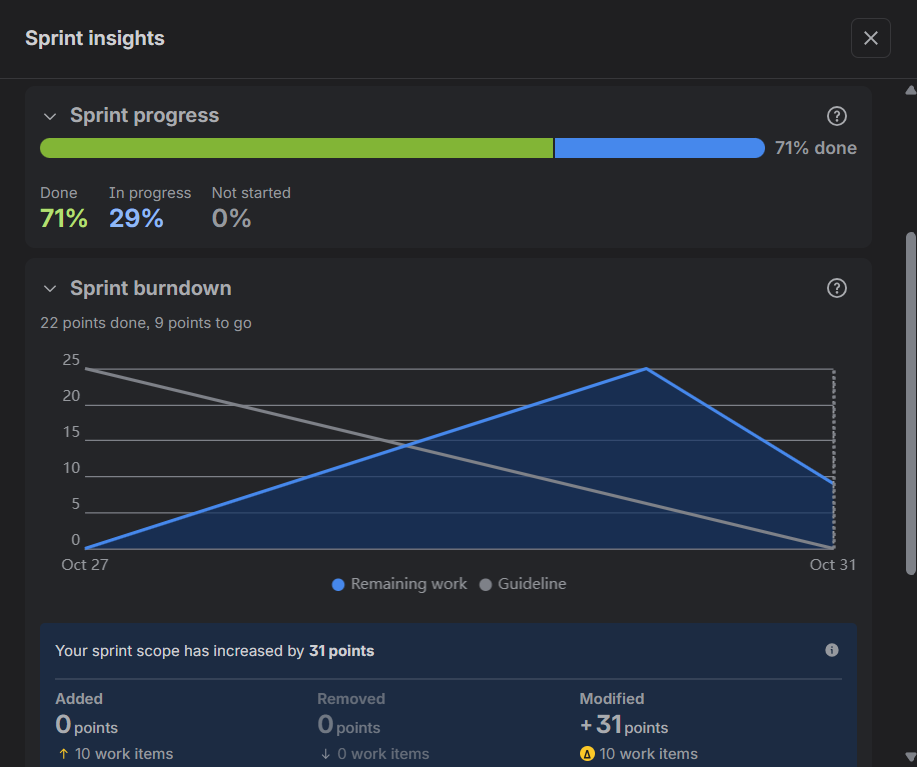 Sprint insights
Sprint progress
71% done
Done In progress Not started
71% 29% 0%
Sprint burndown
22 points done, 9 points to go
25
20
15
10
5
0
Oct 27 Oct 31
Remaining work Guideline
Your sprint scope has increased by 31 points
Added Removed Modified
0 points 0 points +31 points
↑ 10 work items ↓ 0 work items Δ 10 work items